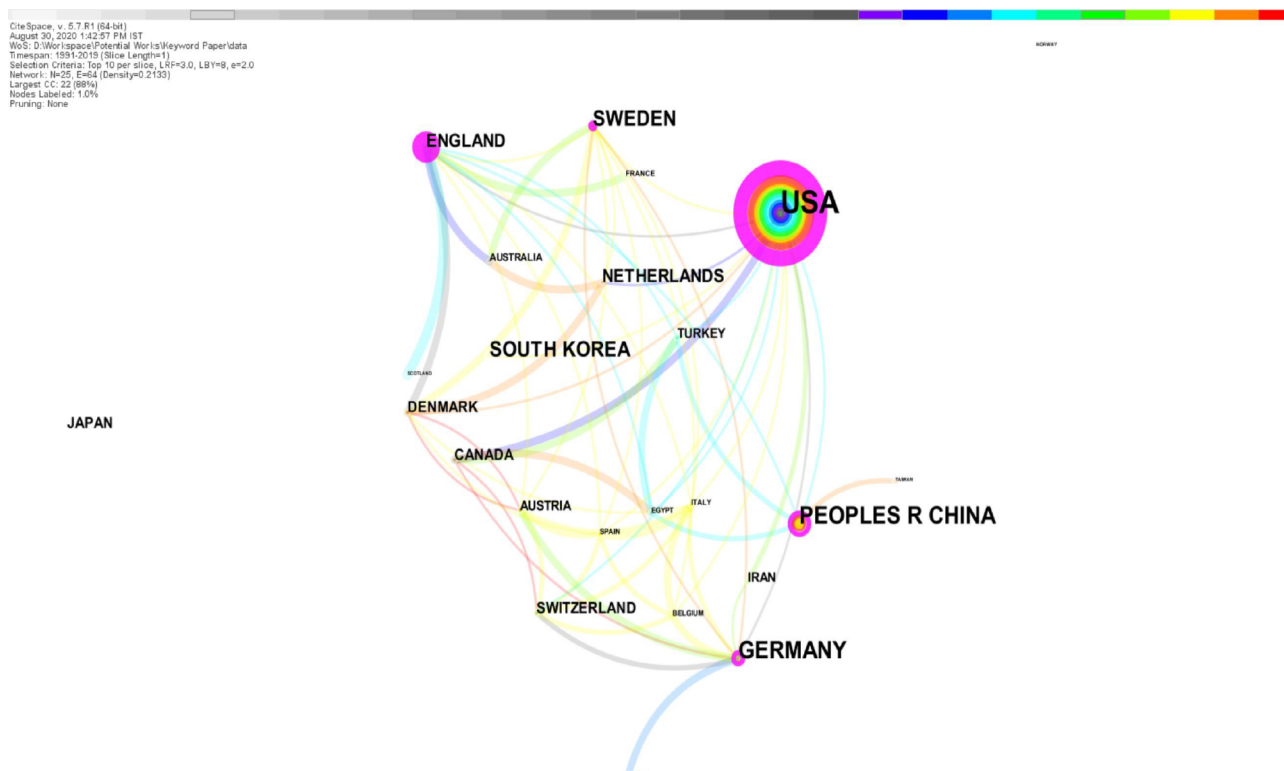 CiteSpace, v. 5.7.R1 (64-bit)
August 30, 2020 1:42:57 PM IST
WoS: D:\Workspace\Potential Works\Keyword Paper\data
Timespan: 1991-2019 (Slice Length=1)
Selection Criteria: Top 10 per slice, LRF=3.0, LBY=8, e=2.0
Network: N=25, E=64 (Density=0.2133)
Largest CC: 22 (88%)
Nodes Labeled: 1.0%
Pruning: None
NORWAY
SWEDEN
ENGLAND
FRANCE
USA
AUSTRALIA
NETHERLANDS
TURKEY
SOUTH KOREA
SCOTLAND
DENMARK
JAPAN
CANADA
TAIWAN
ITALY
AUSTRIA
EGYPT
PEOPLES R CHINA
SPAIN
IRAN
SWITZERLAND
BELGIUM
GERMANY